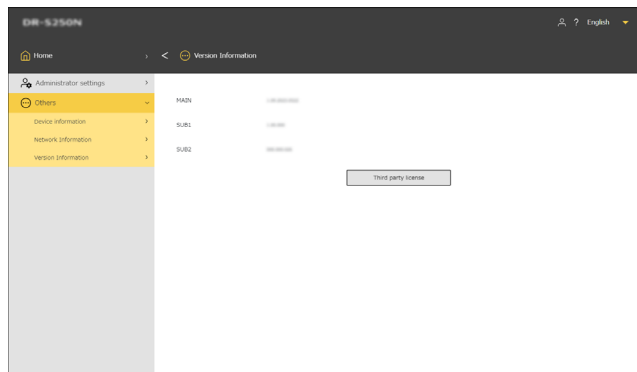 DR-S250N
? English
Home
< Version Information
Administrator settings
Others
Device information
Network Information
Version Information
MAIN
SUB1
SUB2
Third party license